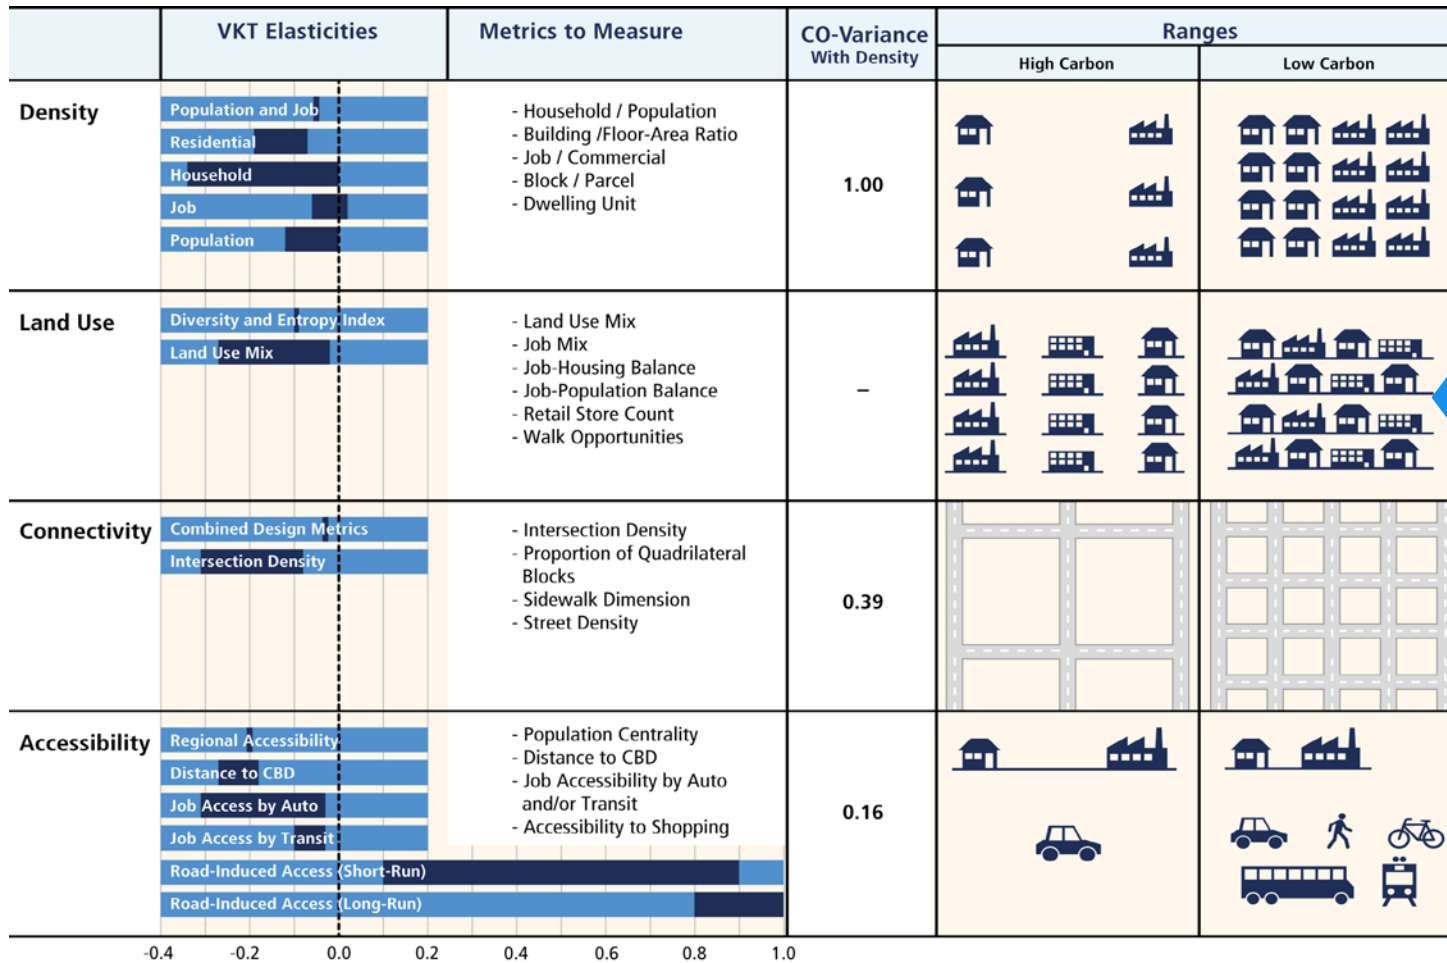 VKT Elasticities
Metrics to Measure
CO-Variance
With Density
Ranges
High Carbon
Low Carbon
Density
Population and Job
Residential
Household
Job
Population
- Household / Population
- Building /Floor-Area Ratio
- Job / Commercial
- Block / Parcel
- Dwelling Unit
1.00
Land Use
Diversity and Entropy Index
Land Use Mix
- Land Use Mix
- Job Mix
- Job-Housing Balance
- Job-Population Balance
- Retail Store Count
- Walk Opportunities
–
Connectivity
Combined Design Metrics
Intersection Density
- Intersection Density
- Proportion of Quadrilateral
Blocks
- Sidewalk Dimension
- Street Density
0.39
Accessibility
Regional Accessibility
Distance to CBD
Job Access by Auto
Job Access by Transit
Road-Induced Access (Short-Run)
Road-Induced Access (Long-Run)
- Population Centrality
- Distance to CBD
- Job Accessibility by Auto
and/or Transit
- Accessibility to Shopping
0.16
-0.4 -0.2 0.0 0.2 0.4 0.6 0.8 1.0